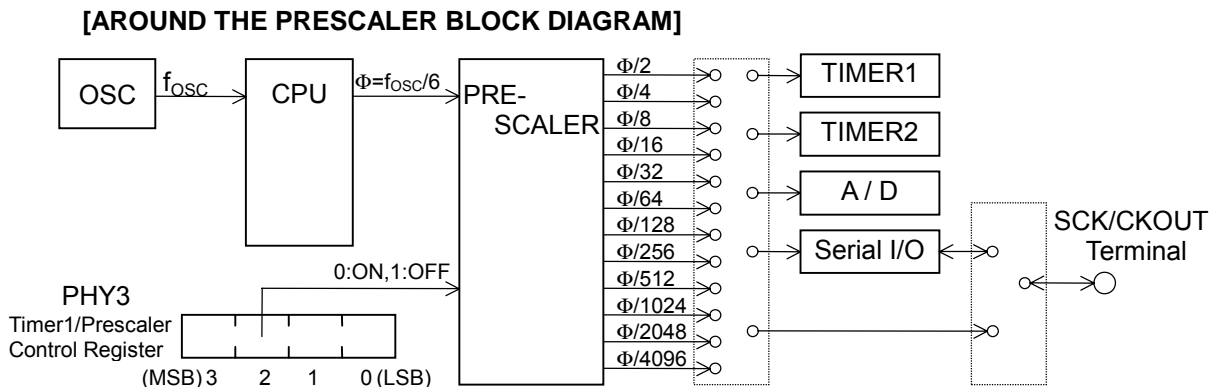 [AROUND THE PRESCALER BLOCK DIAGRAM]
OSC
fOSC
CPU
Φ=fOSC/6
PRE-
SCALER
Φ/2
Φ/4
Φ/8
Φ/16
Φ/32
Φ/64
Φ/128
Φ/256
Φ/512
Φ/1024
Φ/2048
Φ/4096
TIMER1
TIMER2
A / D
Serial I/O
SCK/CKOUT
Terminal
0:ON,1:OFF
PHY3
Timer1/Prescaler
Control Register
(MSB) 3 2 1 0 (LSB)